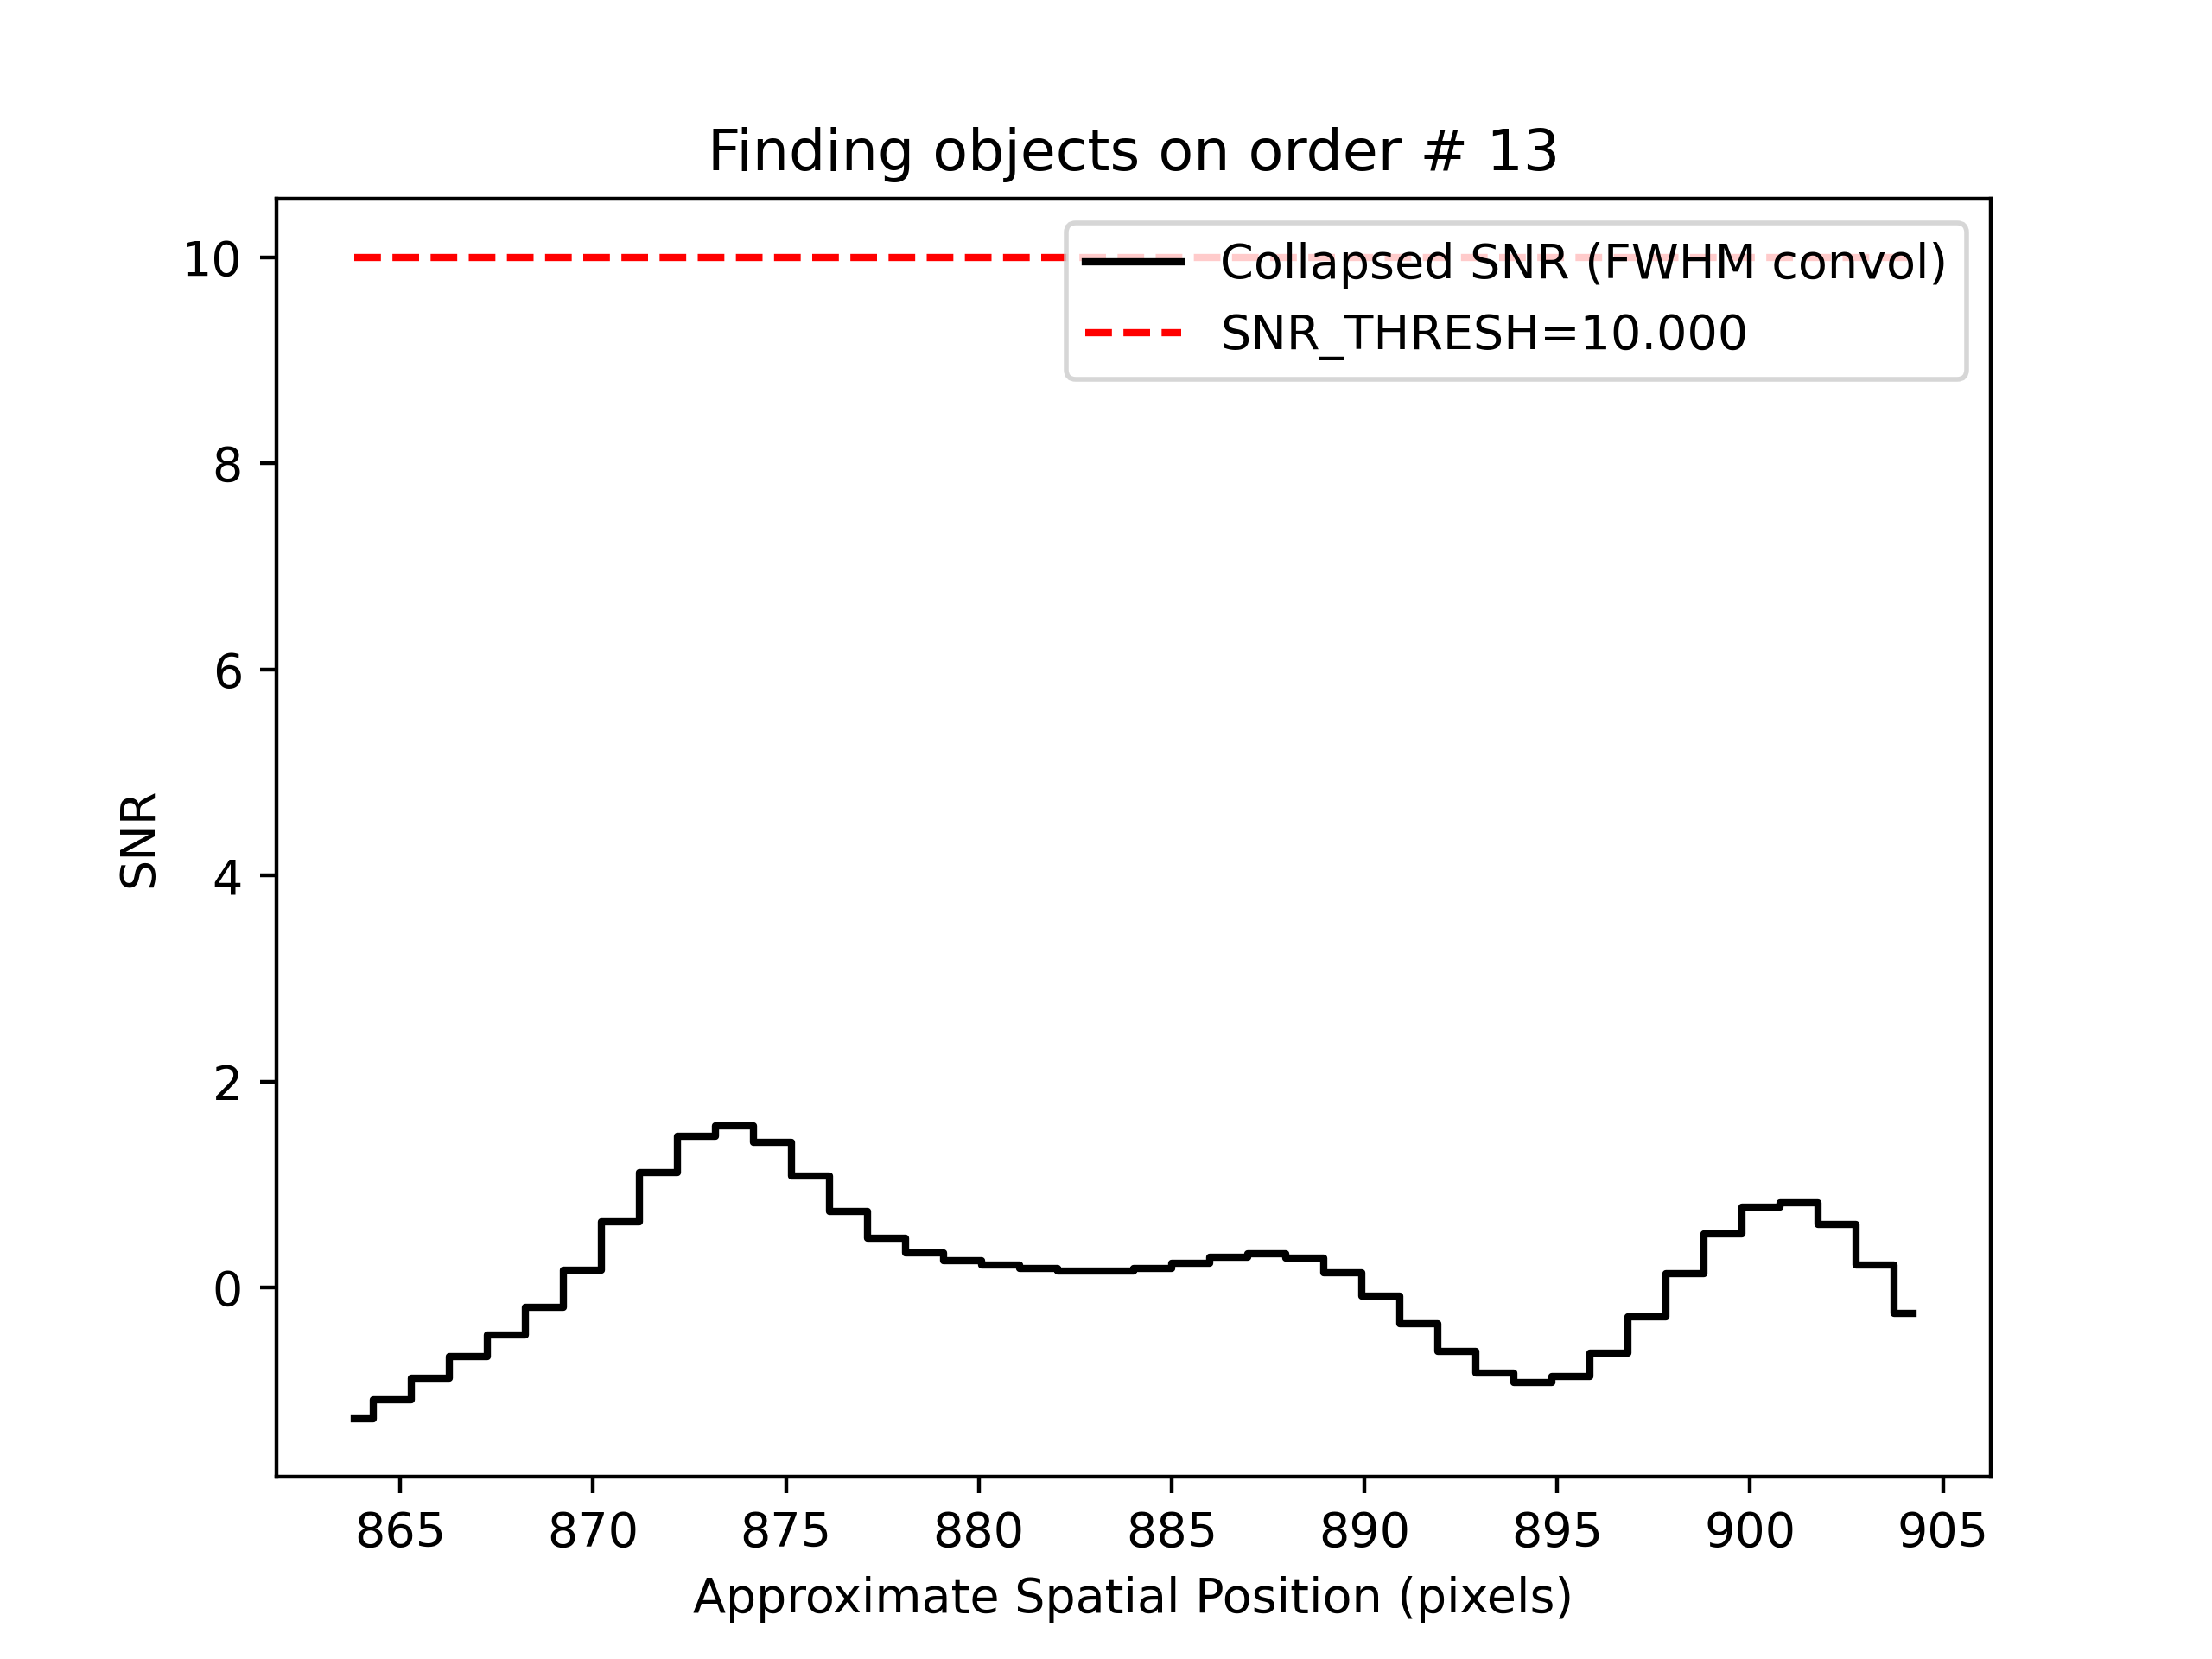 Finding objects on order # 13
Collapsed SNR (FWHM convol)
SNR_THRESH=10.000
10
8
6
4
2
0
SNR
865 870 875 880 885 890 895 900 905
Approximate Spatial Position (pixels)